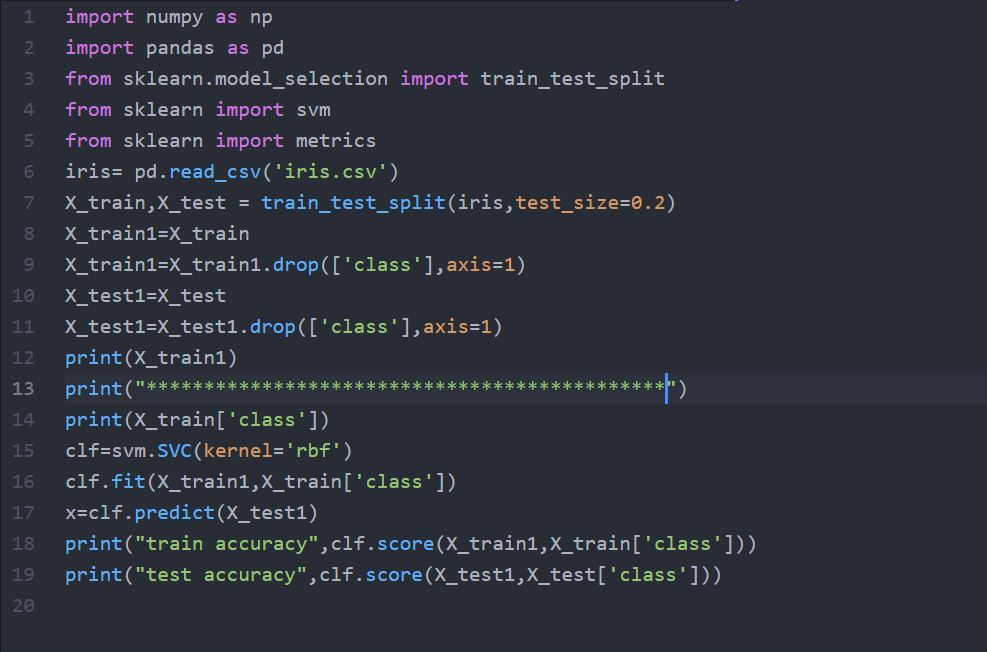 1 import numpy as np
2 import pandas as pd
3 from sklearn.model_selection import train_test_split
4 from sklearn import svm
5 from sklearn import metrics
6 iris= pd.read_csv('iris.csv')
7 X_train,X_test = train_test_split(iris,test_size=0.2)
8 X_train1=X_train
9 X_train1=X_train1.drop(['class'],axis=1)
10 X_test1=X_test
11 X_test1=X_test1.drop(['class'],axis=1)
12 print(X_train1)
13 print("*********************************************")
14 print(X_train['class'])
15 clf=svm.SVC(kernel='rbf')
16 clf.fit(X_train1,X_train['class'])
17 x=clf.predict(X_test1)
18 print("train accuracy",clf.score(X_train1,X_train['class']))
19 print("test accuracy",clf.score(X_test1,X_test['class']))
20